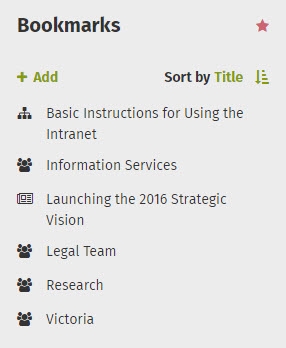 Bookmarks
+ Add Sort by Title
Basic Instructions for Using the
Intranet
Information Services
Launching the 2016 Strategic
Vision
Legal Team
Research
Victoria